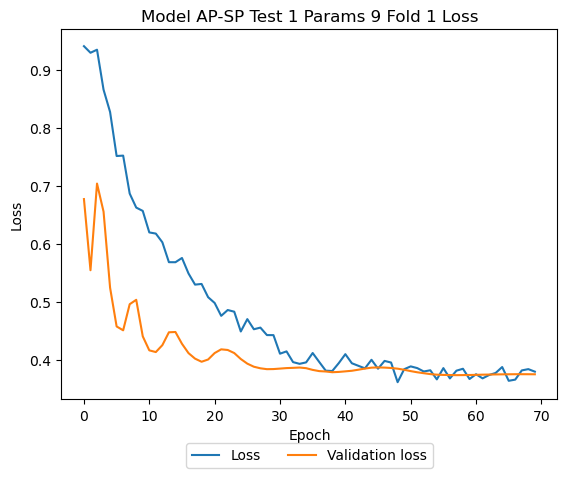 Model AP-SP Test 1 Params 9 Fold 1 Loss
Loss
0.9
0.8
0.7
0.6
0.5
0.4
0 10 20 30 40 50 60 70
Epoch
Loss Validation loss